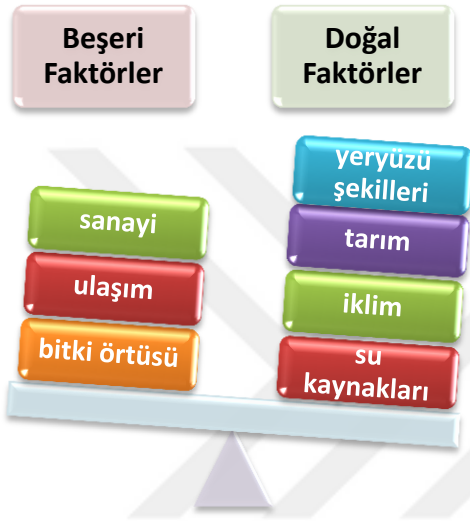 Beşeri
Faktörler
Doğal
Faktörler
sanayi
ulaşım
bitki örtüsü
yeryüzü
şekilleri
tarım
iklim
su
kaynakları